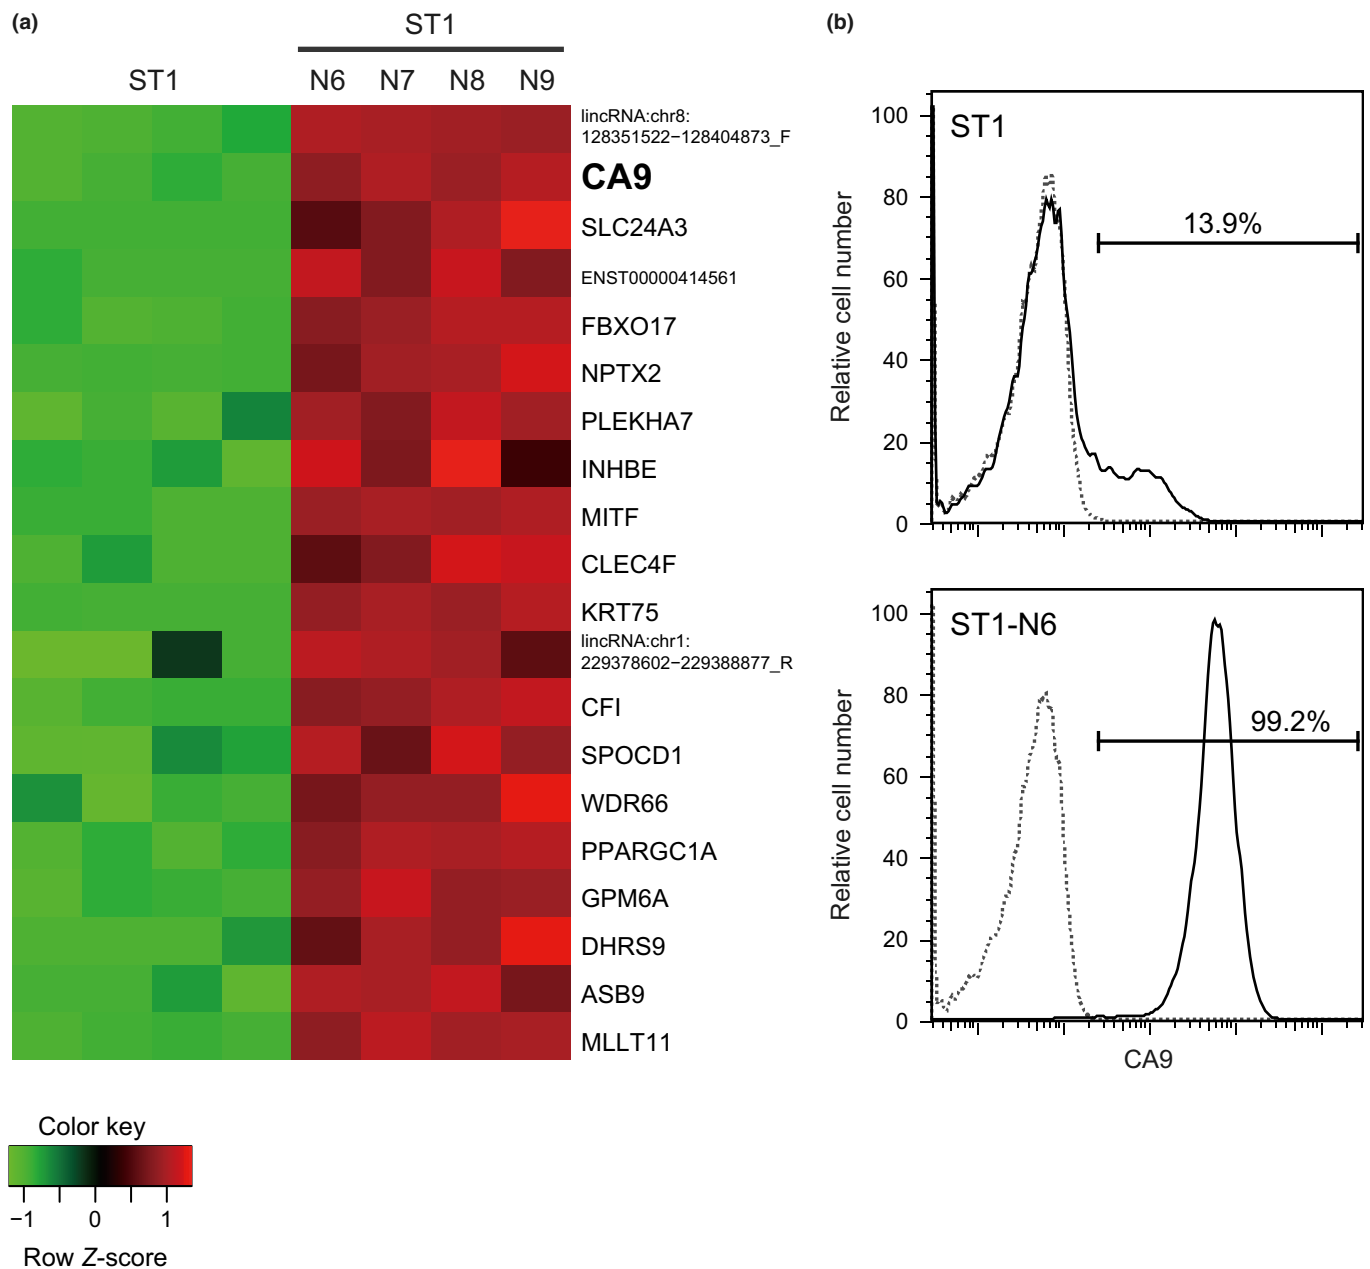 (a)
ST1
ST1 N6 N7 N8 N9
lincRNA:chr8:
128351522−128404873_F
CA9
SLC24A3
ENST00000414561
FBXO17
NPTX2
PLEKHA7
INHBE
MITF
CLEC4F
KRT75
lincRNA:chr1:
229378602−229388877_R
CFI
SPOCD1
WDR66
PPARGC1A
GPM6A
DHRS9
ASB9
MLLT11
Color key
−1 0 1
Row Z-score
(b)
ST1
13.9%
Relative cell number
100
80
60
40
20
0
ST1-N6
99.2%
Relative cell number
100
80
60
40
20
0
CA9